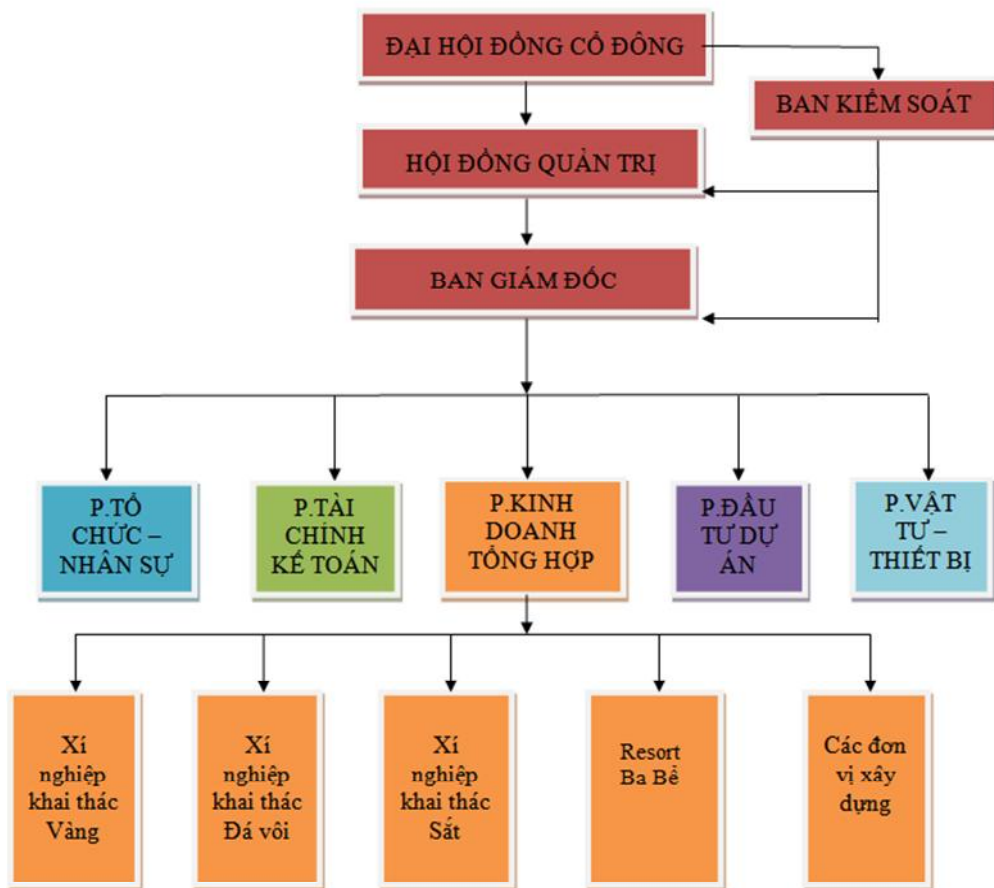 ĐẠI HỘI ĐỒNG CỔ ĐÔNG
BAN KIỂM SOÁT
HỘI ĐỒNG QUẢN TRỊ
BAN GIÁM ĐỐC
P.TỔ
CHỨC –
NHÂN SỰ
P.TÀI
CHÍNH
KẾ TOÁN
P.KINH
DOANH
TỔNG HỢP
P.ĐẦU
TƯ DỰ
ÁN
P.VẬT
TƯ –
THIẾT BỊ
Xí
nghiệp
khai thác
Vàng
Xí
nghiệp
khai thác
Đá vôi
Xí
nghiệp
khai thác
Sắt
Resort
Ba Bể
Các đơn
vị xây
dựng